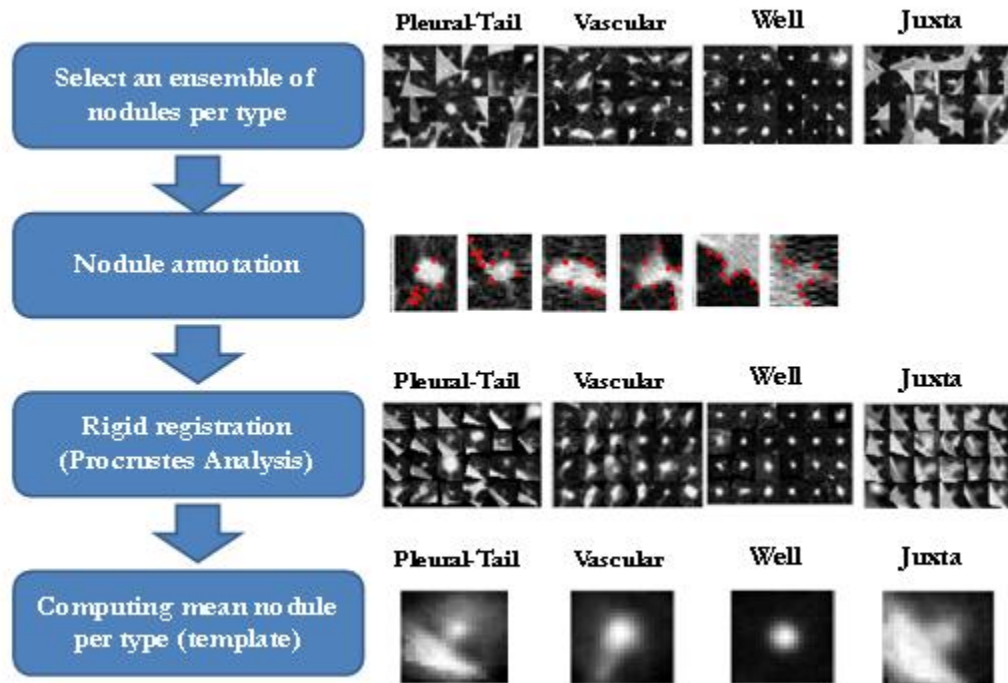 Pleural-Tail Vascular Well Juxta
Select an ensemble of
nodules per type
Nodule annotation
Pleural-Tail Vascular Well Juxta
Rigid registration
(Procrustes Analysis)
Pleural-Tail Vascular Well Juxta
Computing mean nodule
per type (template)